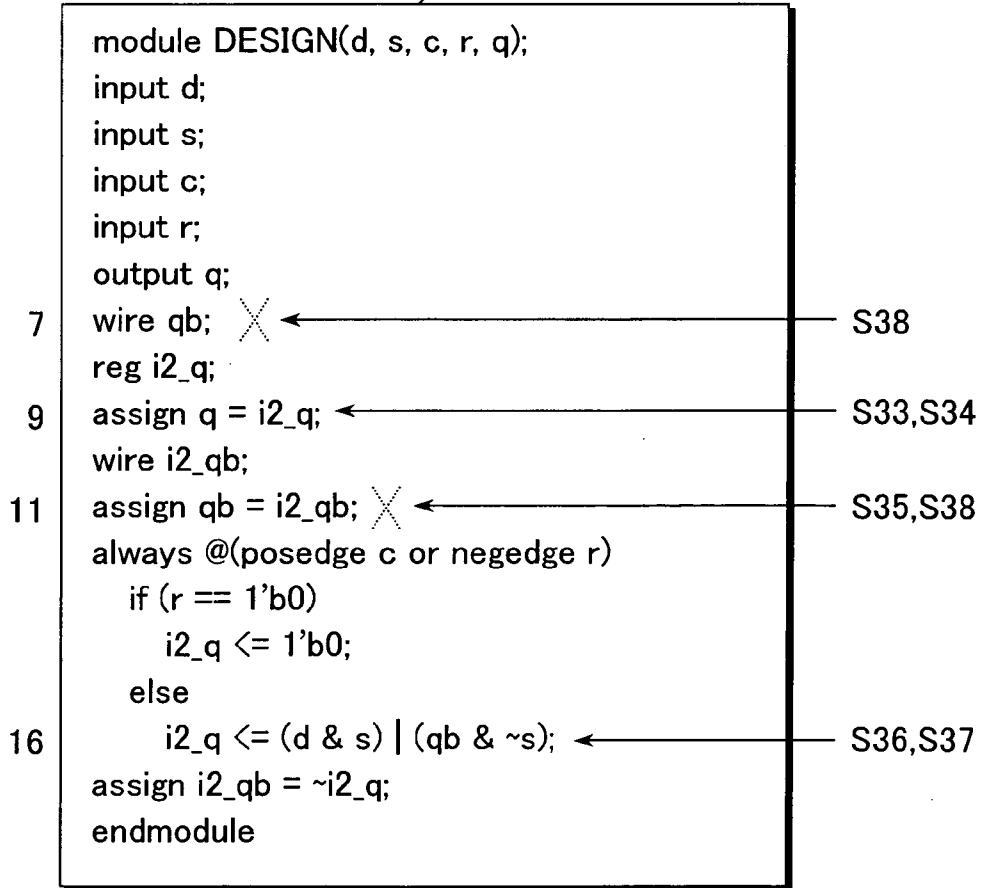 module DESIGN(d, s, c, r, q);
input d;
input s;
input c;
input r;
output q;
7 wire qb; S38
reg i2_q;
9 assign q = i2_q; S33,S34
wire i2_qb;
11 assign qb = i2_qb; S35,S38
always @(posedge c or negedge r)
if (r == 1'b0)
i2_q <= 1'b0;
else
16 i2_q <= (d & s) | (qb & ~s); S36,S37
assign i2_qb = ~i2_q;
endmodule